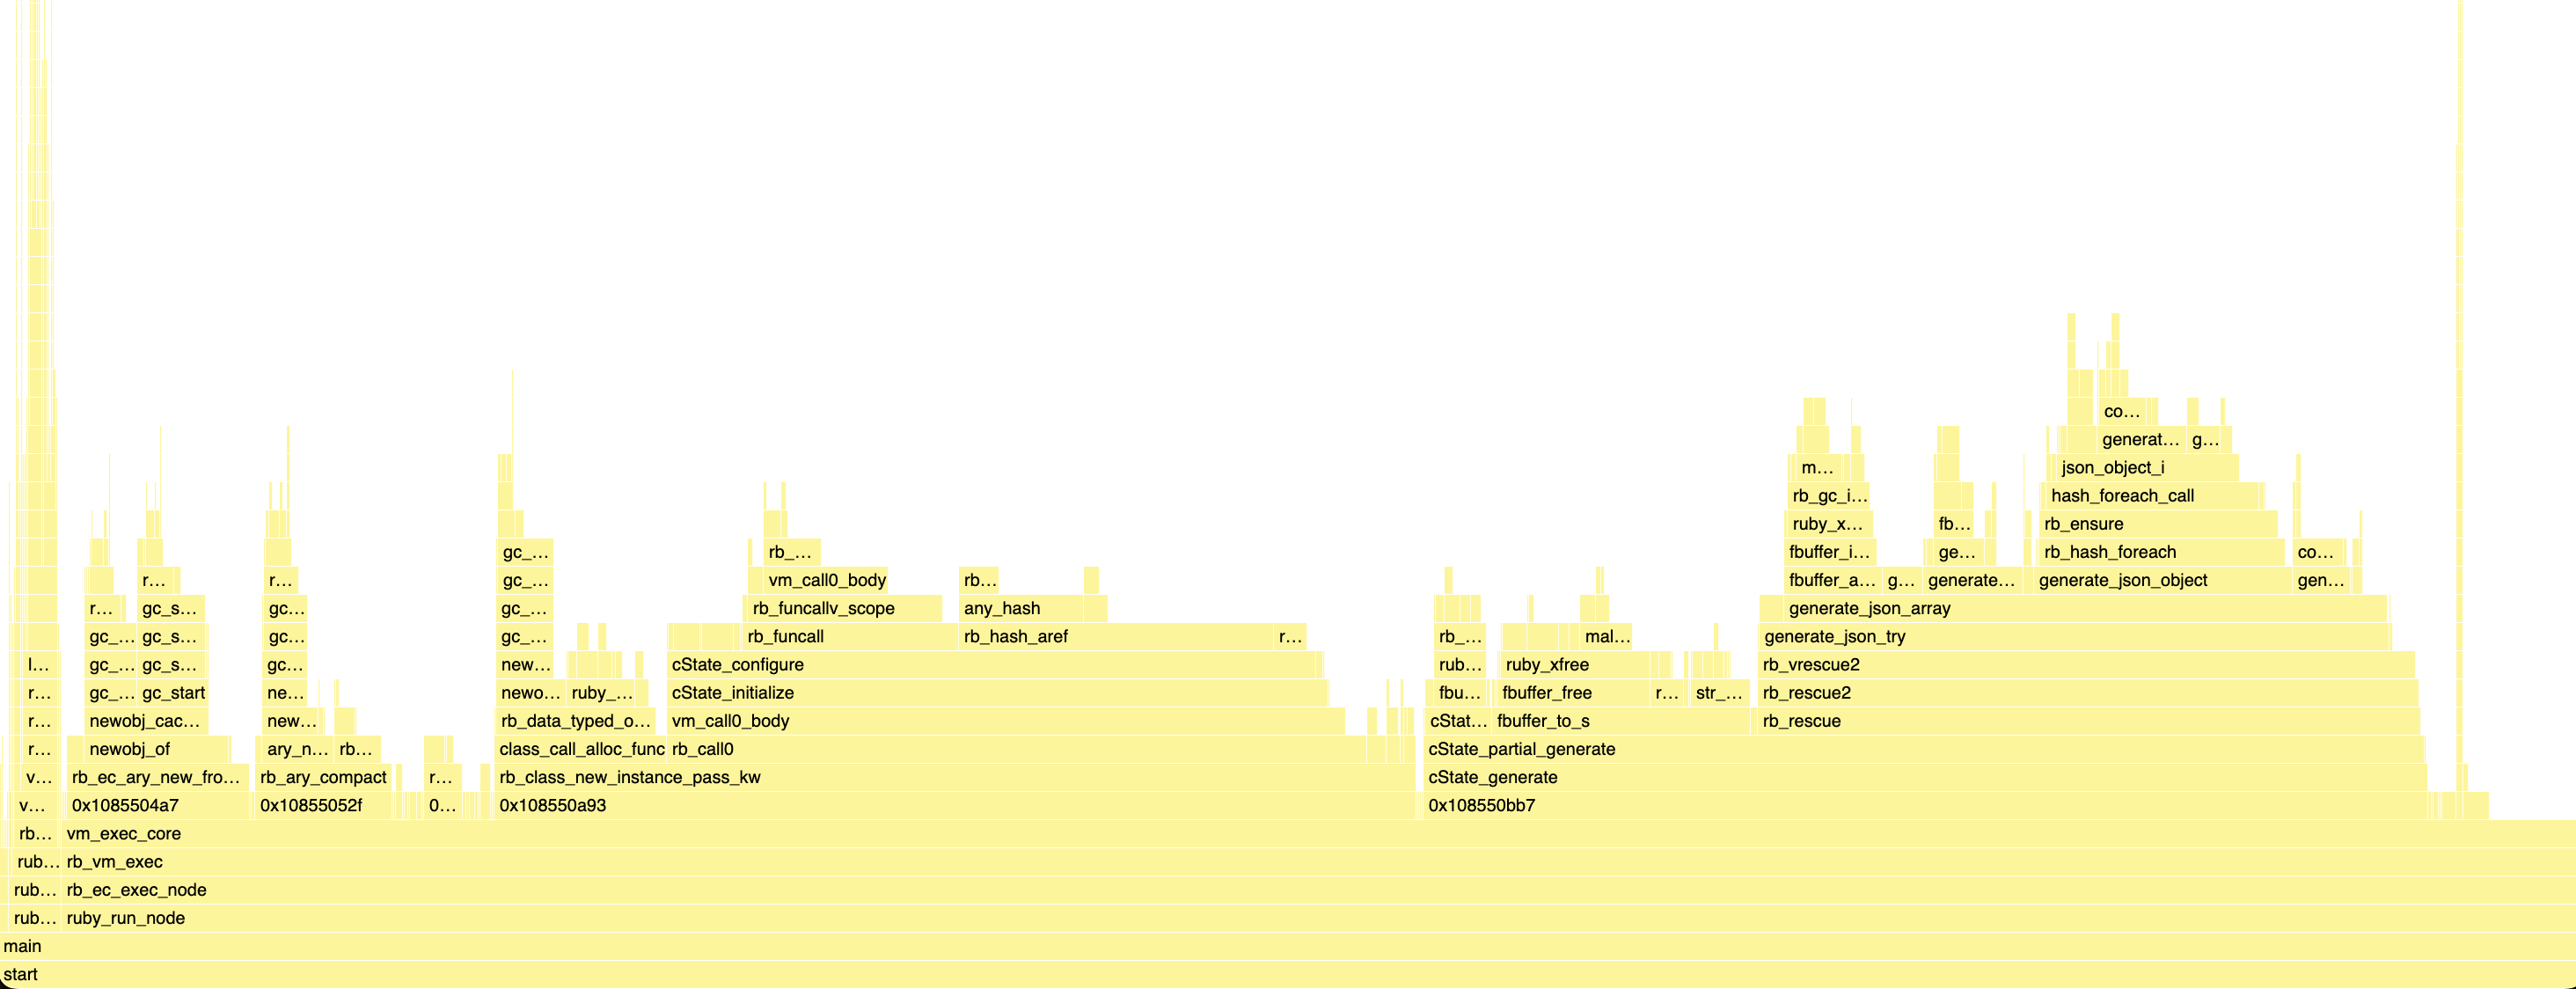 co…
generat… g…
m… json_object_i
rb_gc_i… hash_foreach_call
ruby_x… fb… rb_ensure
gc_… rb_… fbuffer_i… ge… rb_hash_foreach co…
r… r… gc_… vm_call0_body rb… fbuffer_a… g… generate… generate_json_object gen…
r… gc_s… gc… gc_… rb_funcallv_scope any_hash generate_json_array
gc_… gc_s… gc… gc_… rb_funcall rb_hash_aref r… rb_… mal… generate_json_try
l… gc_… gc_s… gc… new… cState_configure rub… ruby_xfree rb_vrescue2
r… gc_… gc_start ne… newo… ruby_… cState_initialize fbu… fbuffer_free r… str_… rb_rescue2
r… newobj_cac… new… rb_data_typed_o… vm_call0_body cStat… fbuffer_to_s rb_rescue
r… newobj_of ary_n… rb… class_call_alloc_func rb_call0 cState_partial_generate
v… rb_ec_ary_new_fro… rb_ary_compact r… rb_class_new_instance_pass_kw cState_generate
v… 0x1085504a7 0x10855052f 0… 0x108550a93 0x108550bb7
rb… vm_exec_core
rub… rb_vm_exec
rub… rb_ec_exec_node
rub… ruby_run_node
main
start